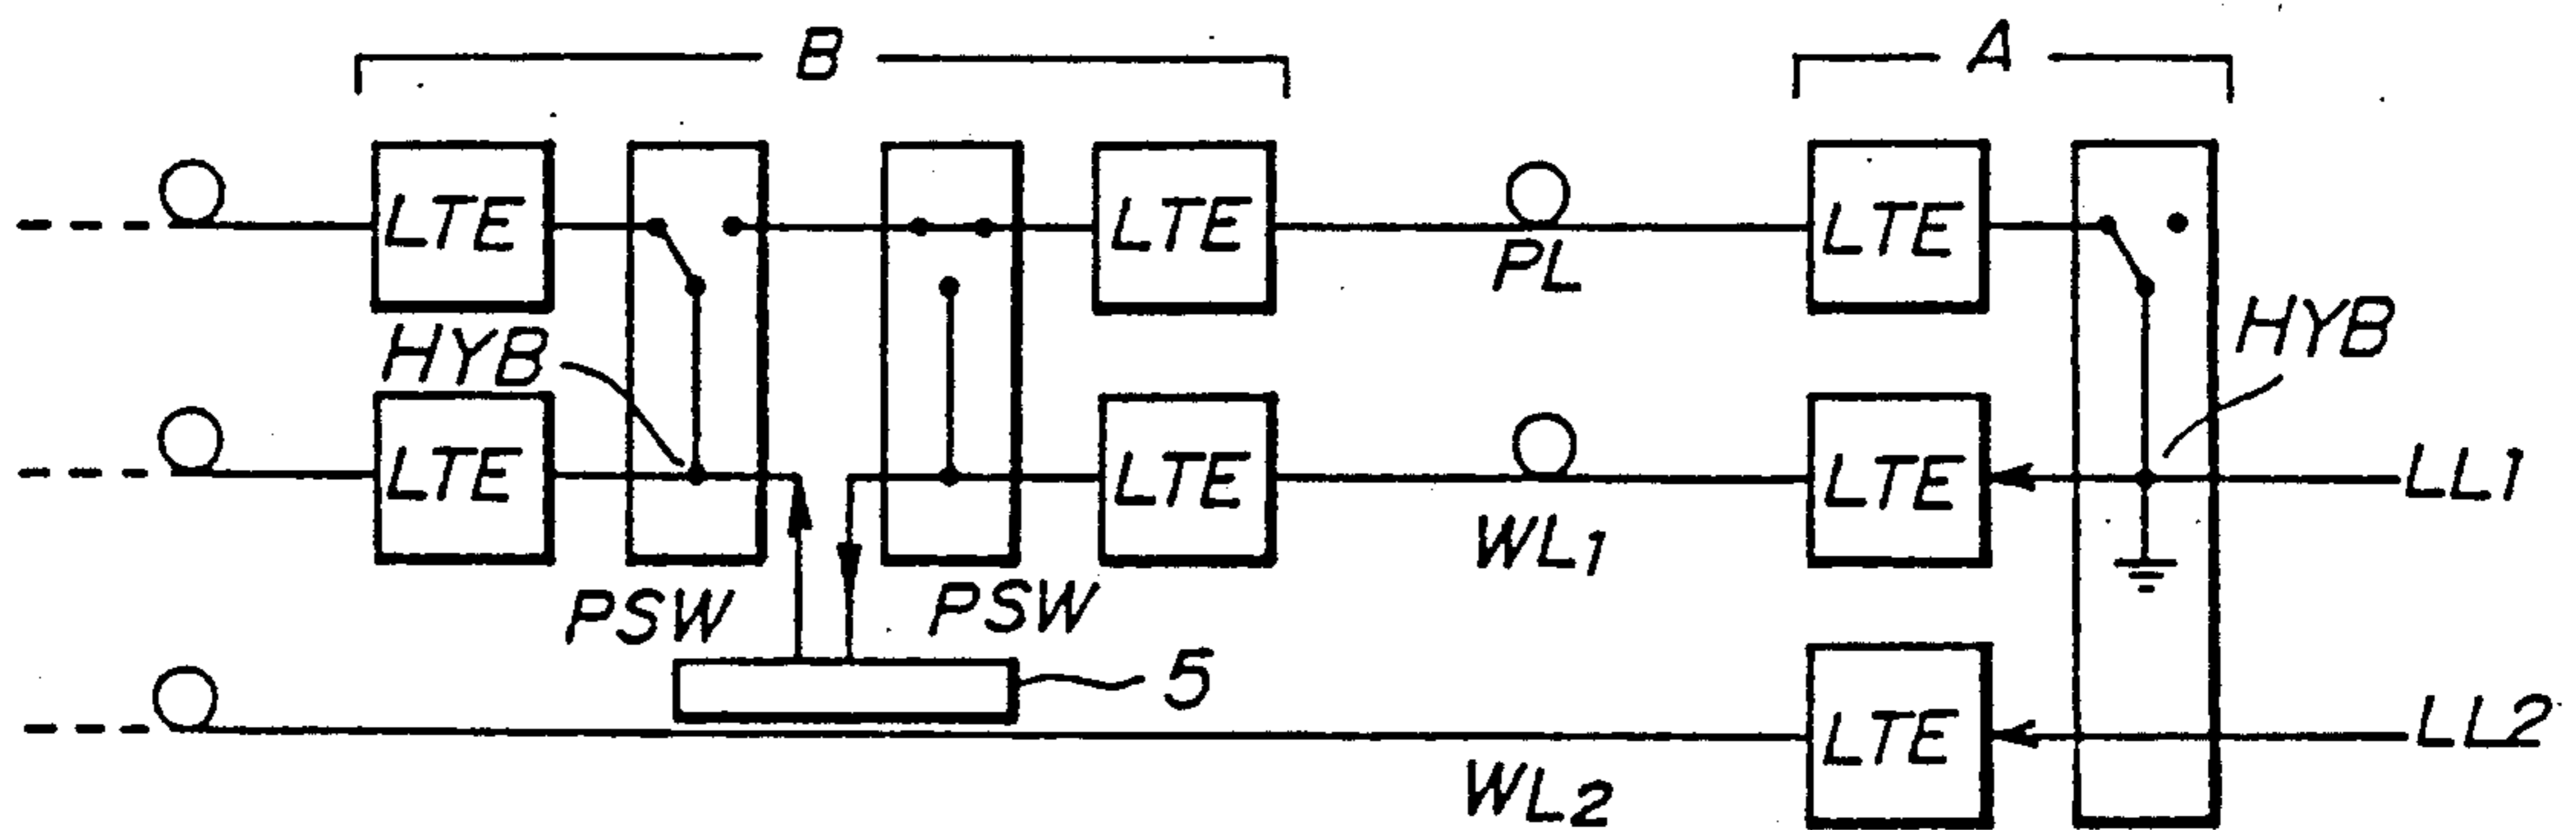 B A
LTE LTE LTE
PL
HYB HYB
LTE LTE LTE LL1
WL1
PSW PSW
5
LTE LL2
WL2